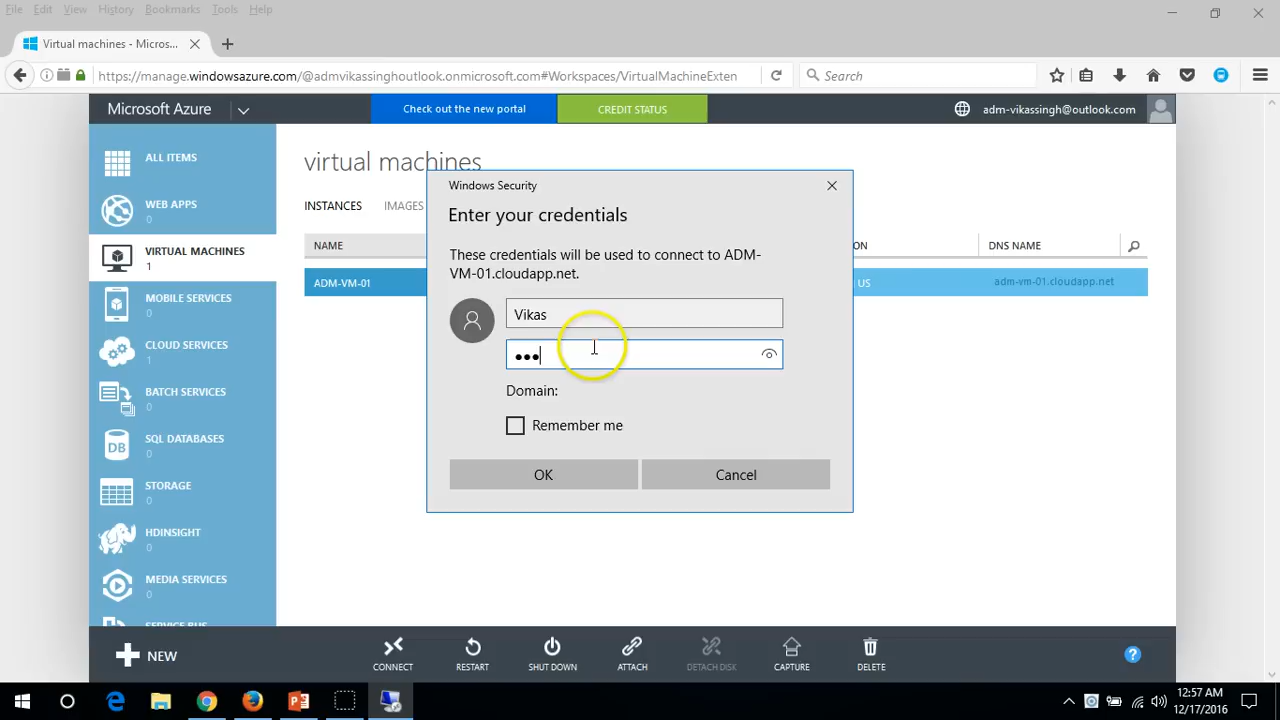 File Edit View History Bookmarks Tools Help
Virtual machines - Micros...
https://manage.windowsazure.com/@admvikassinghoutlook.onmicrosoft.com#Workspaces/VirtualMachineExten
Search
Microsoft Azure
Check out the new portal
CREDIT STATUS
adm-vikassingh@outlook.com
ALL ITEMS
WEB APPS
0
VIRTUAL MACHINES
1
MOBILE SERVICES
0
CLOUD SERVICES
1
BATCH SERVICES
0
SQL DATABASES
0
DB
STORAGE
0
HDINSIGHT
0
MEDIA SERVICES
0
SERVICE BUS
virtual machines
INSTANCES IMAGES
NAME
ON
DNS NAME
ADM-VM-01
US
adm-vm-01.cloudapp.net
Windows Security
Enter your credentials
These credentials will be used to connect to ADM-
VM-01.cloudapp.net.
Vikas
•••
Domain:
Remember me
OK
Cancel
NEW
CONNECT
RESTART
SHUT DOWN
ATTACH
DETACH DISK
CAPTURE
DELETE
?
12:57 AM
12/17/2016